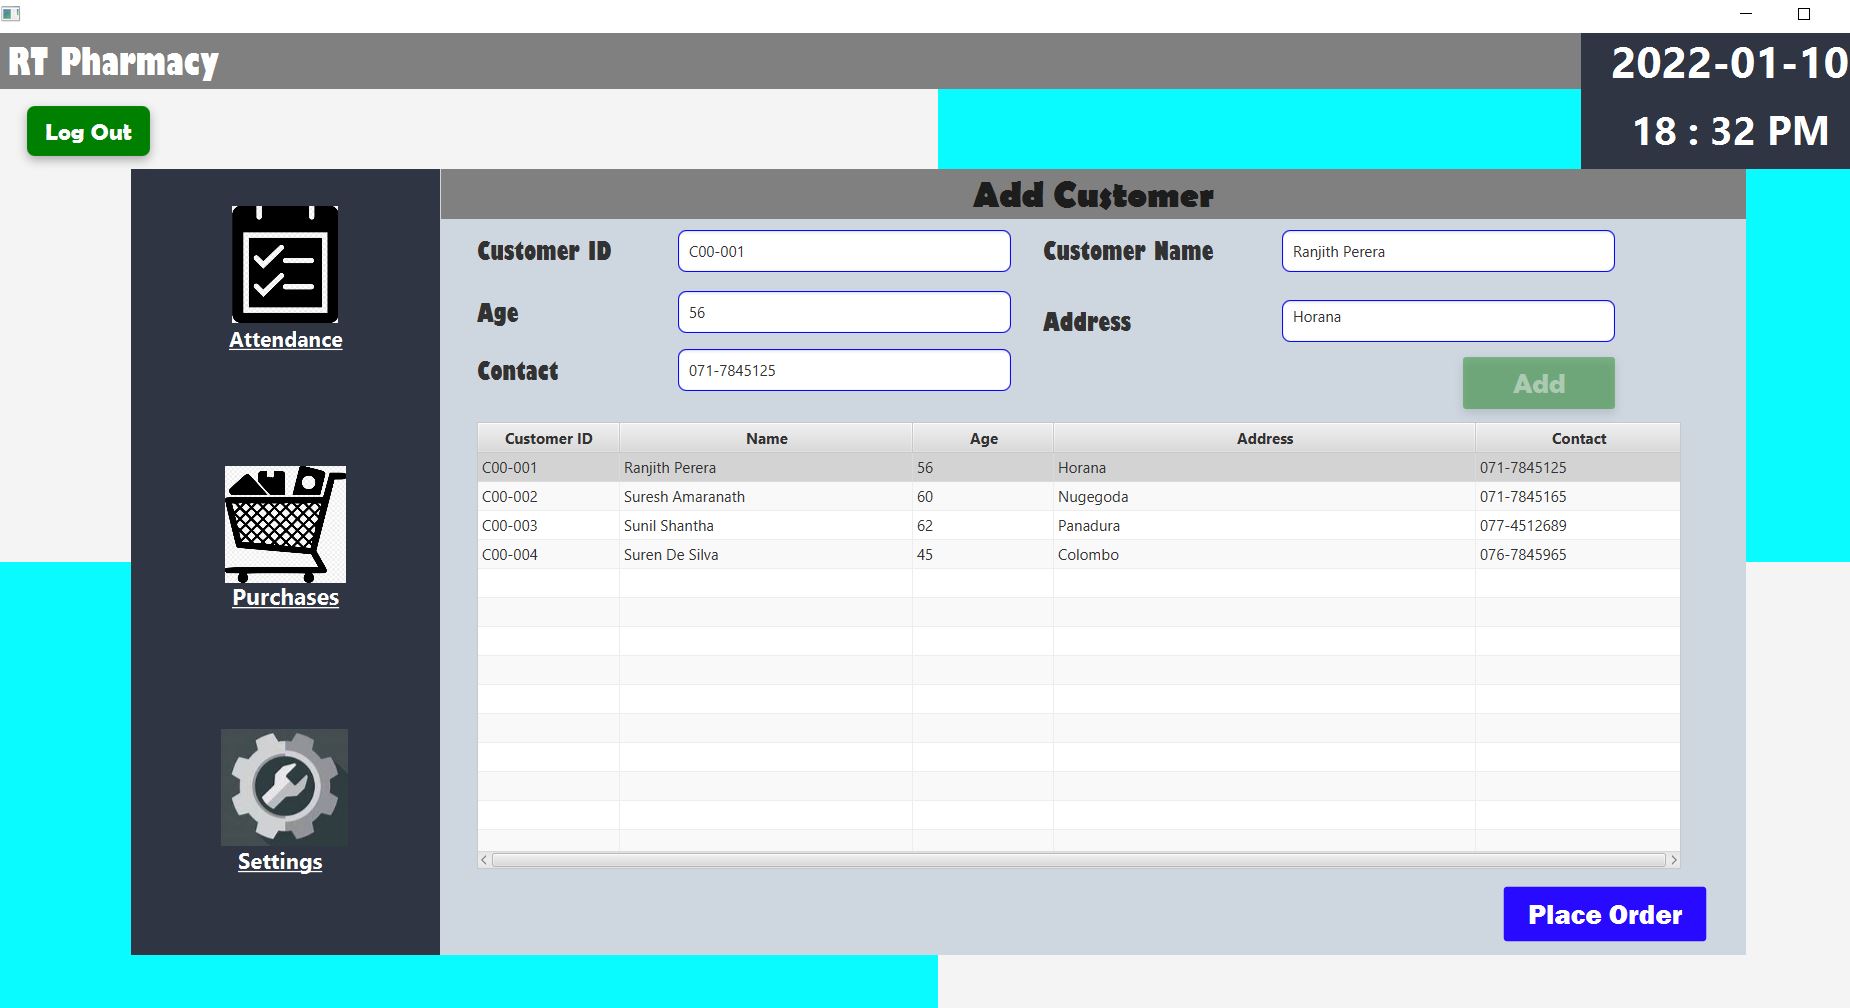 RT Pharmacy
2022-01-10
18 : 32 PM
Log Out
Attendance
Purchases
Settings
Add Customer
Customer ID C00-001 Customer Name Ranjith Perera
Age 56 Address Horana
Contact 071-7845125
Add
Customer ID Name Age Address Contact
C00-001 Ranjith Perera 56 Horana 071-7845125
C00-002 Suresh Amaranath 60 Nugegoda 071-7845165
C00-003 Sunil Shantha 62 Panadura 077-4512689
C00-004 Suren De Silva 45 Colombo 076-7845965
Place Order